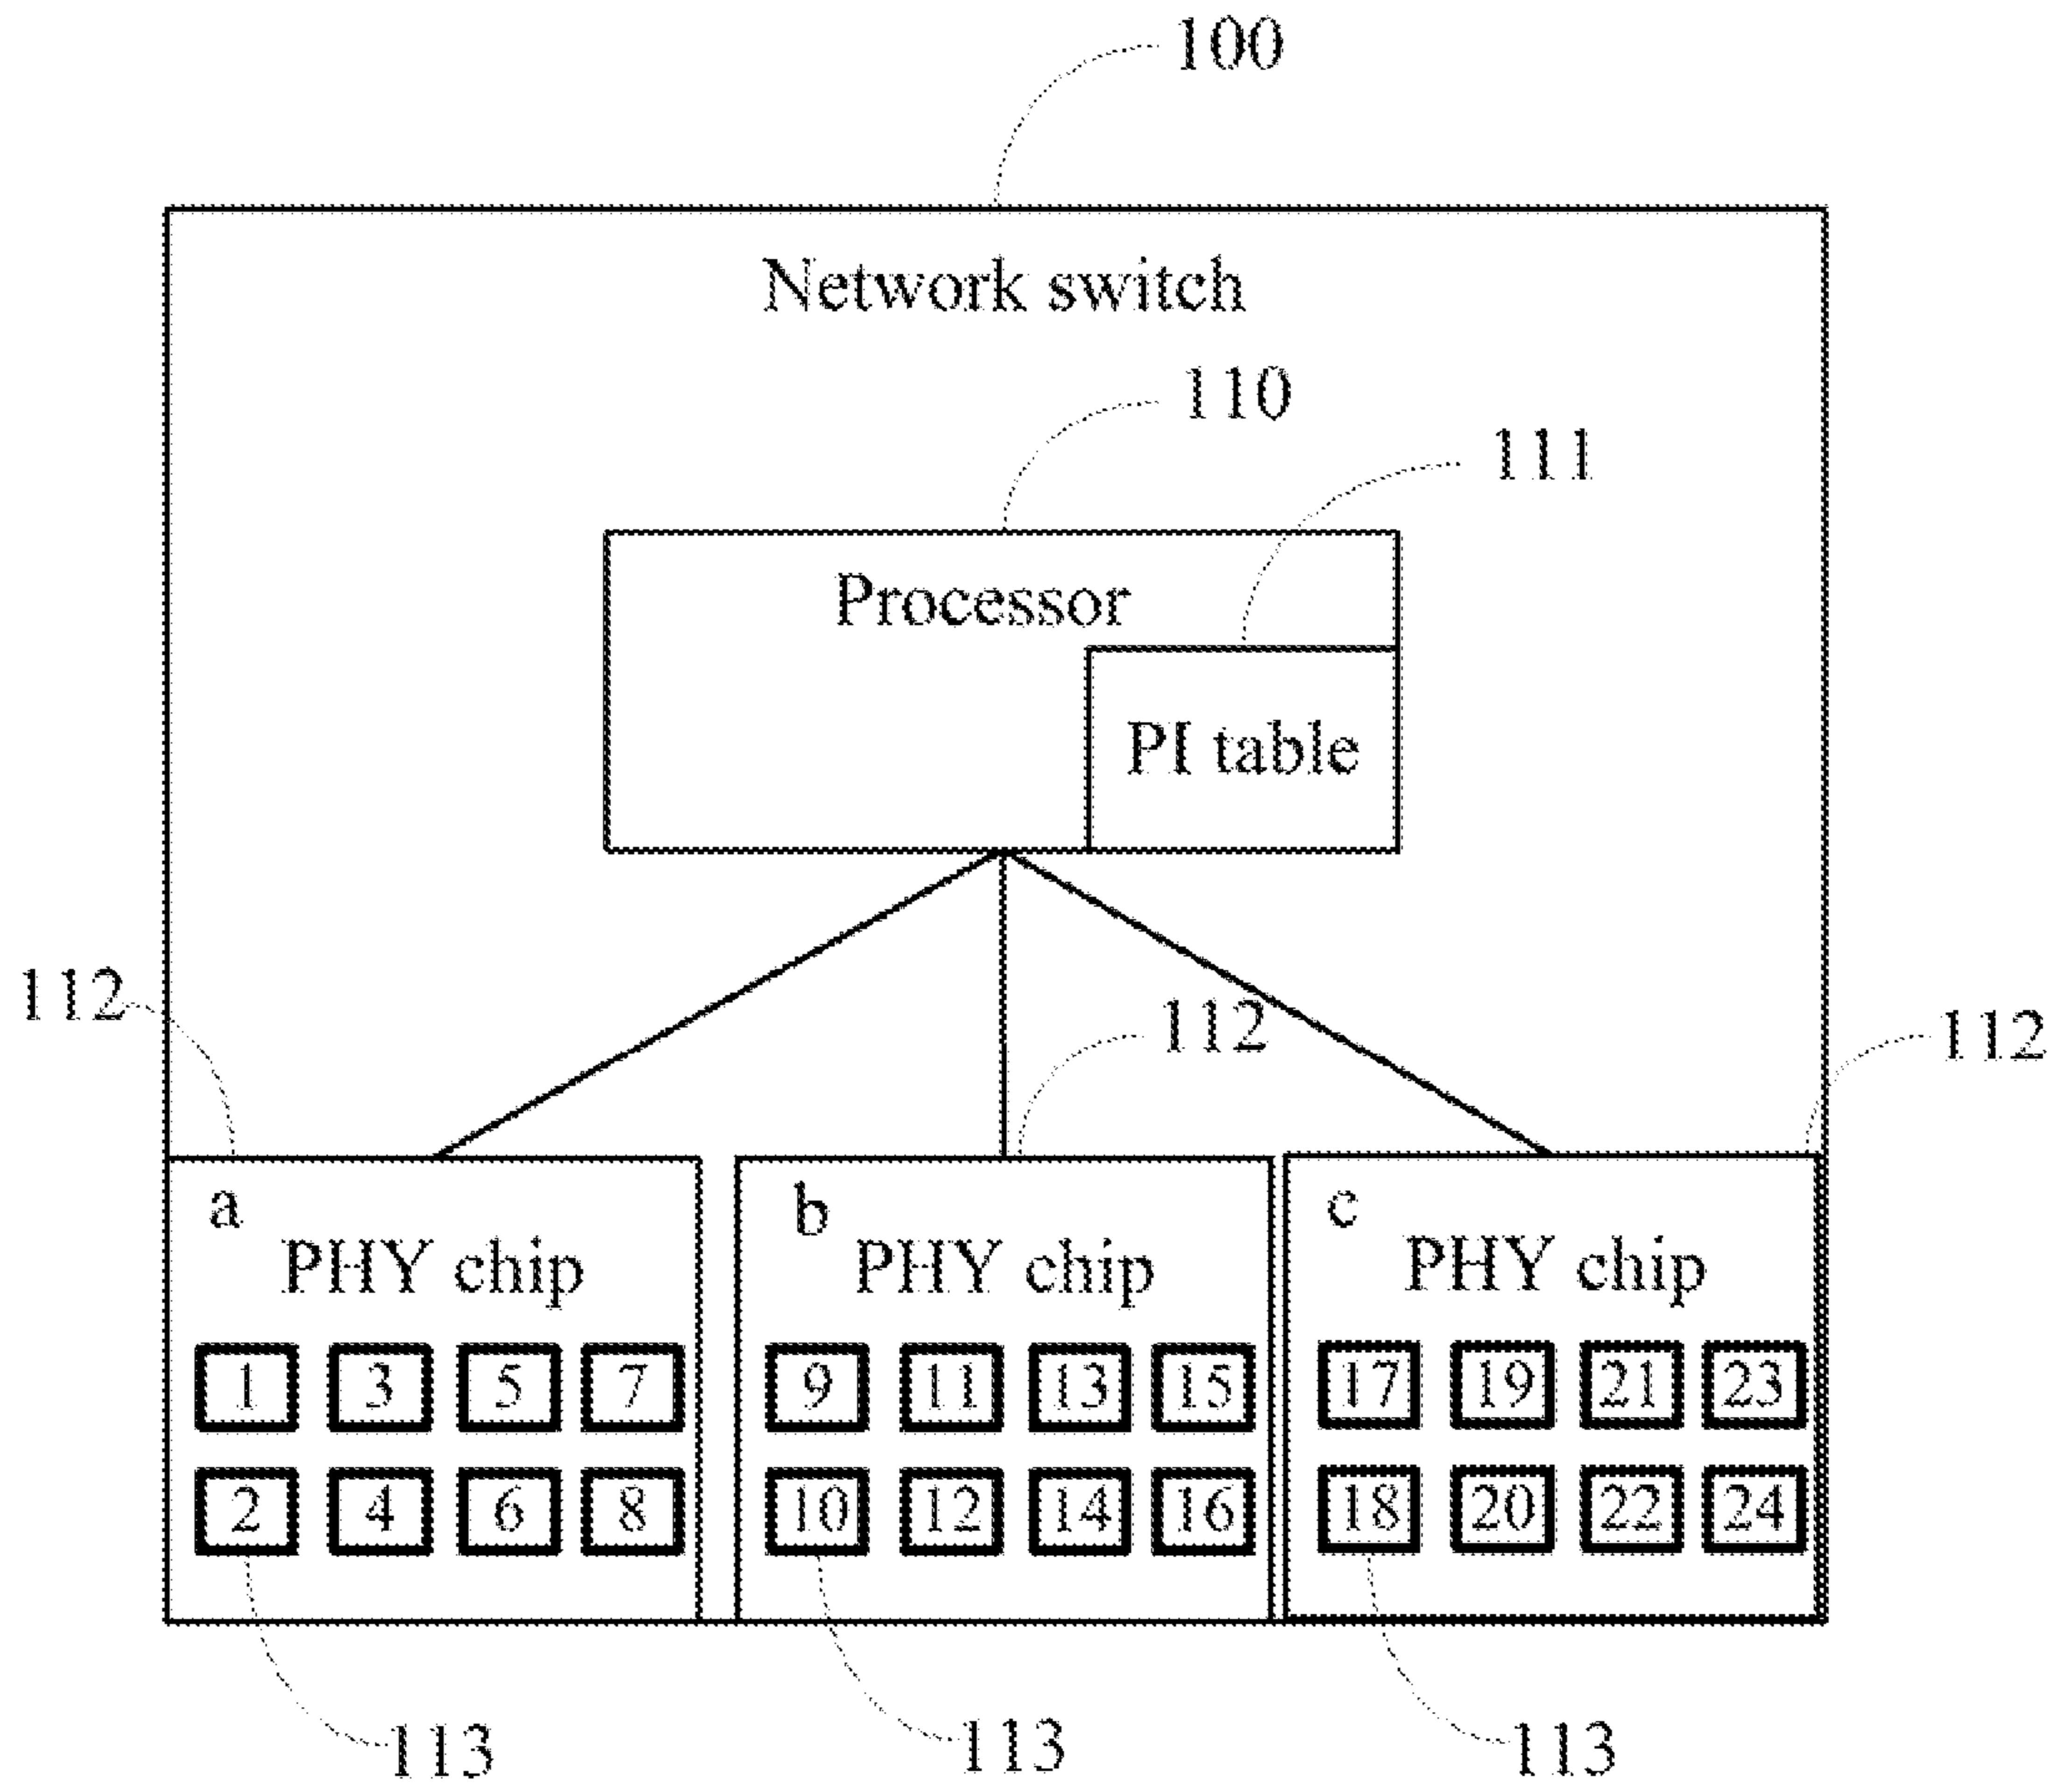 100
Network switch
110
111
Processor
PI table
112
112
112
a
PHY chip
b
PHY chip
c
PHY chip
1 3 5 7
9 11 13 15
17 19 21 23
2 4 6 8
10 12 14 16
18 20 22 24
113
113
113